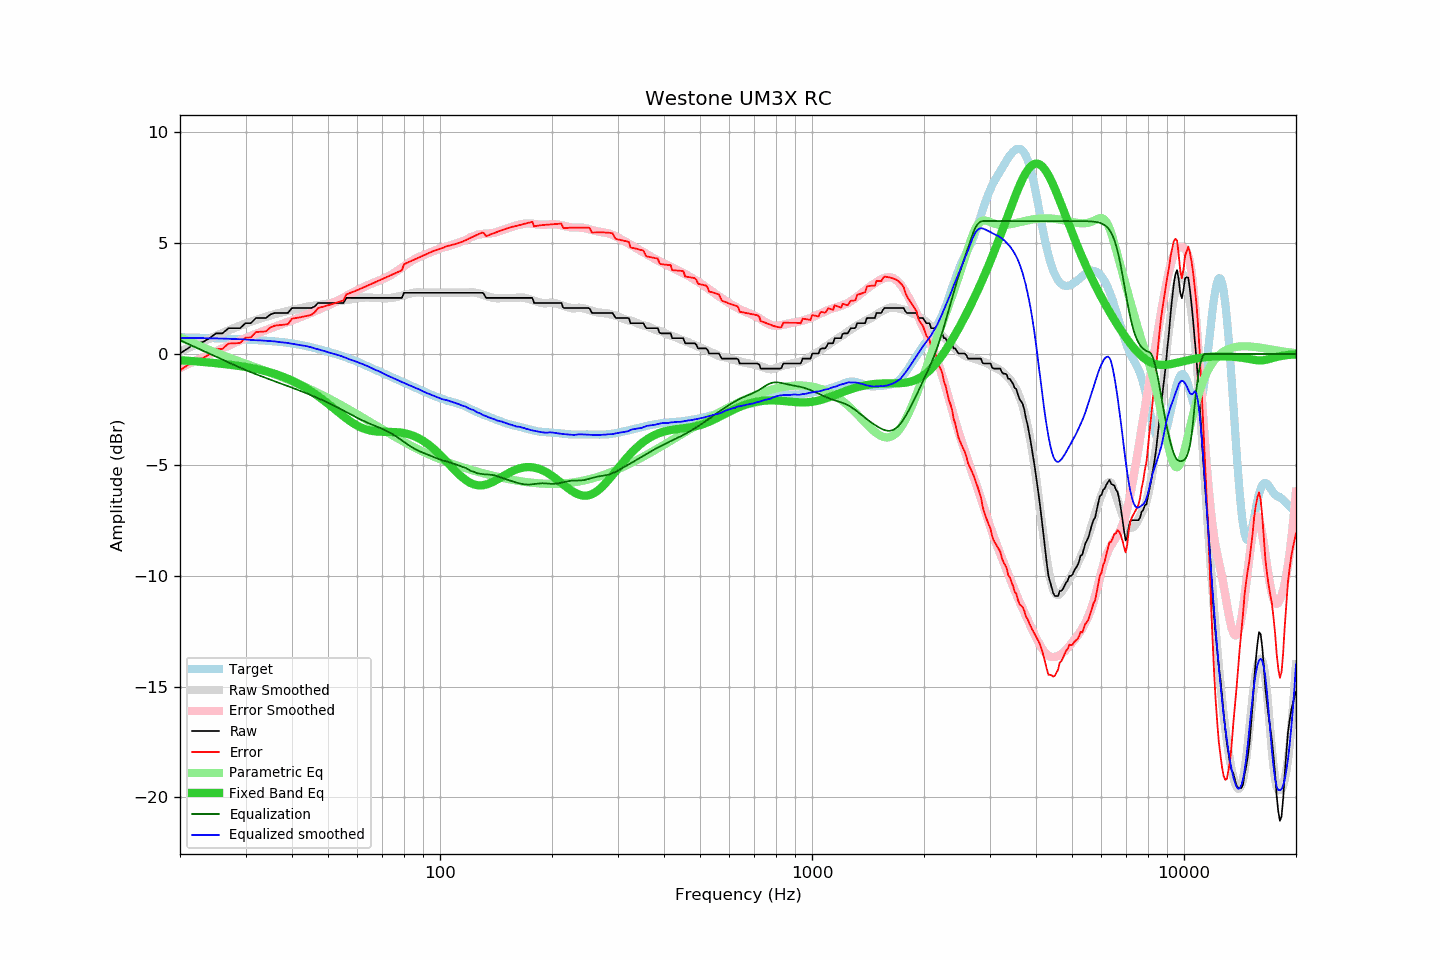 Westone UM3X RC
10
5
0
−5
−10
−15
−20
Amplitude (dBr)
Target
Raw Smoothed
Error Smoothed
Raw
Error
Parametric Eq
Fixed Band Eq
Equalization
Equalized smoothed
100
1000
10000
Frequency (Hz)